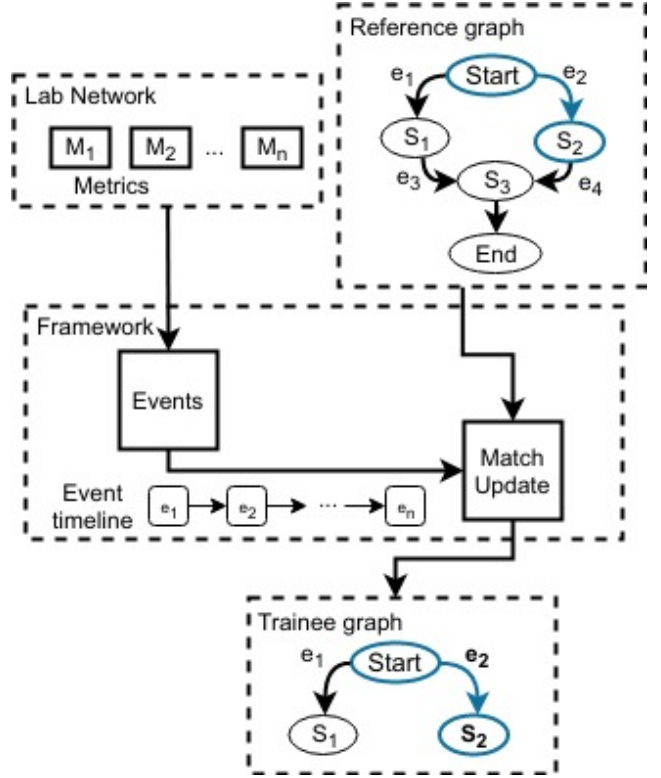 Reference graph
e₁
Start
e₂
S₁
S₂
e₃
S₃
e₄
End
Lab Network
M₁ M₂ ... Mₙ
Metrics
Framework
Events
Match
Update
Event
timeline
e₁ e₂ ... eₙ
Trainee graph
e₁
Start
e₂
S₁
S₂